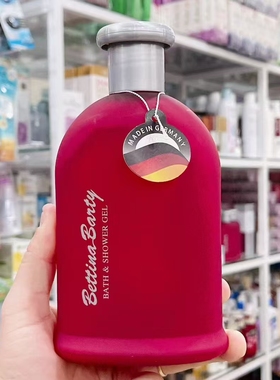 MADE IN GERMANY
Bettina Barty
BATH & SHOWER GEL